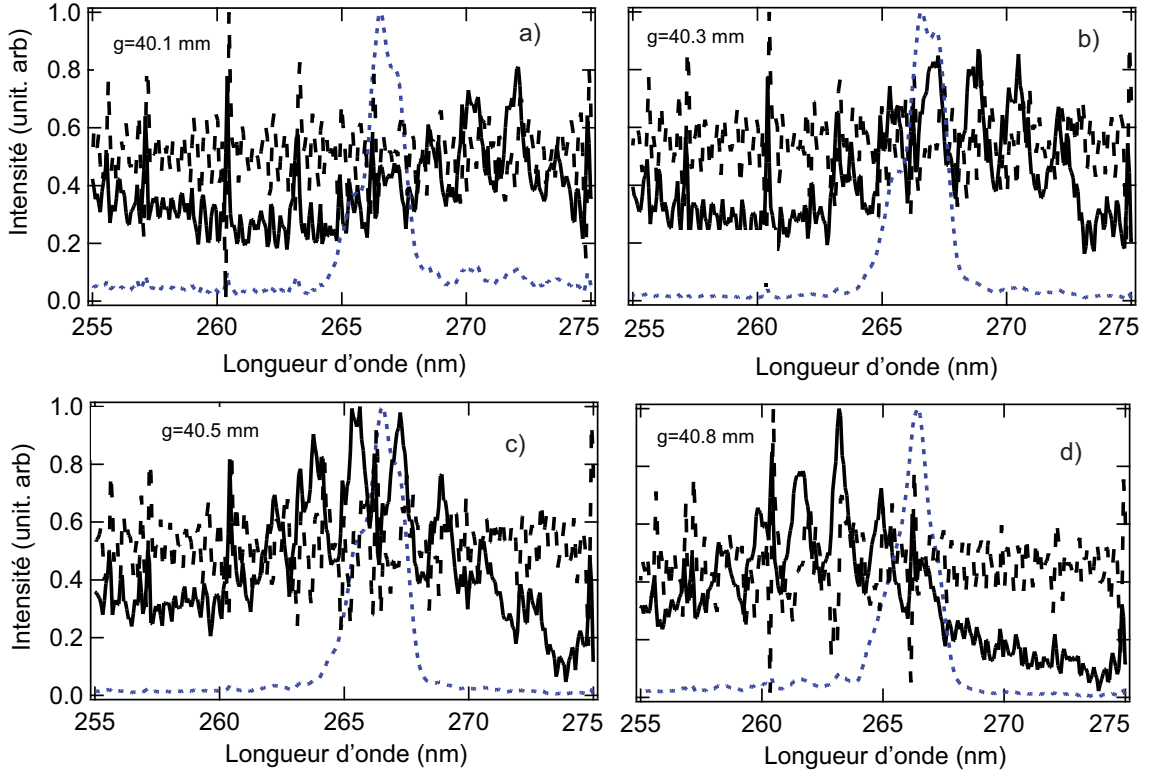 g=40.1 mm
a)
Intensité (unit. arb)
1.0
0.8
0.6
0.4
0.2
0.0
255
260
265
270
275
Longueur d'onde (nm)
g=40.3 mm
b)
255
260
265
270
275
Longueur d'onde (nm)
g=40.5 mm
c)
Intensité (unit. arb)
1.0
0.8
0.6
0.4
0.2
0.0
255
260
265
270
275
Longueur d'onde (nm)
g=40.8 mm
d)
255
260
265
270
275
Longueur d'onde (nm)